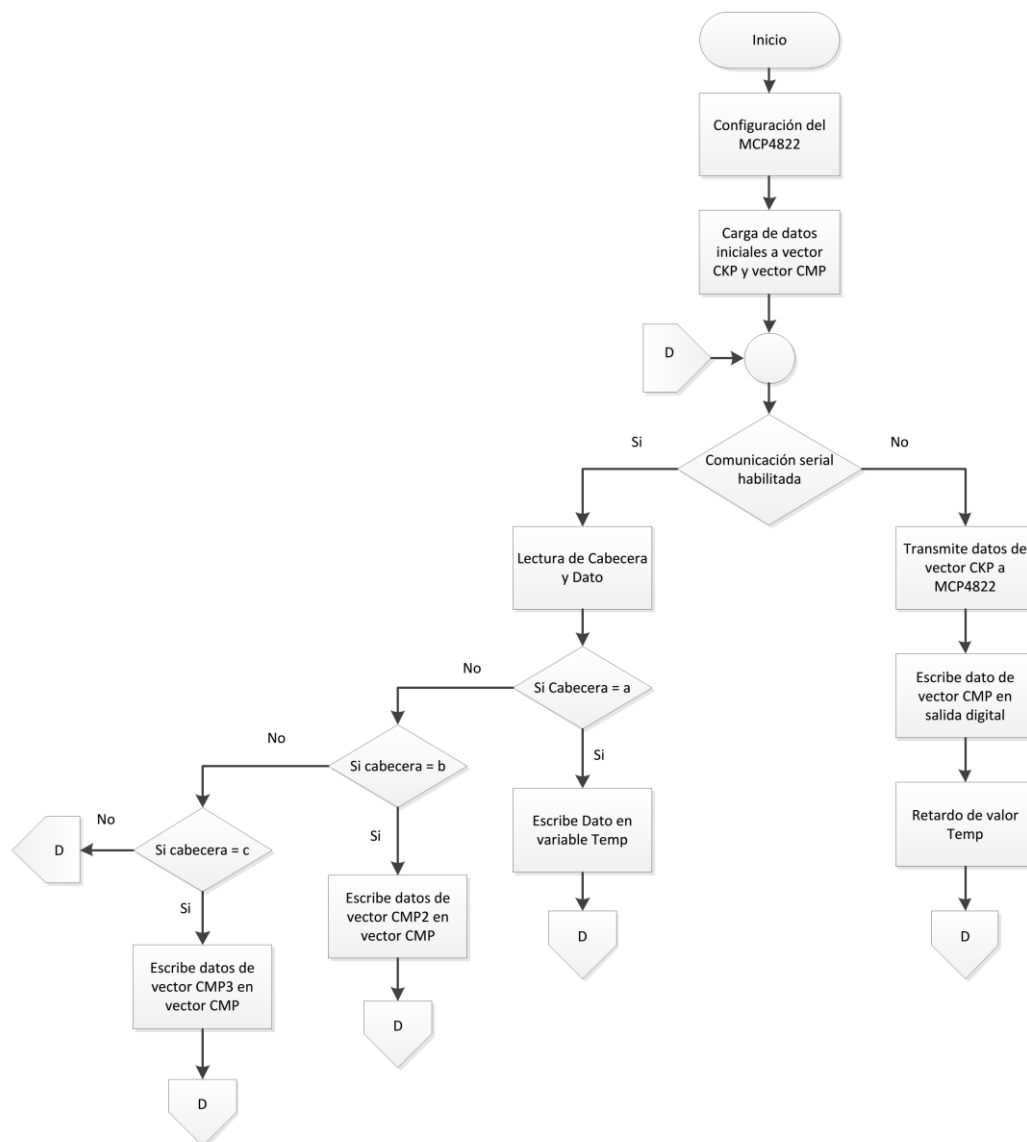 Inicio
Configuración del
MCP4822
Carga de datos
iniciales a vector
CKP y vector CMP
D
Si
No
Comunicación serial
habilitada
Lectura de Cabecera
y Dato
Transmite datos de
vector CKP a
MCP4822
No
Si Cabecera = a
Escribe dato de
vector CMP en
salida digital
No
Si cabecera = b
Si
Escribe Dato en
variable Temp
Retardo de valor
Temp
No
D
Si cabecera = c
Si
Si
Escribe datos de
vector CMP2 en
vector CMP
D
D
Escribe datos de
vector CMP3 en
vector CMP
D
D